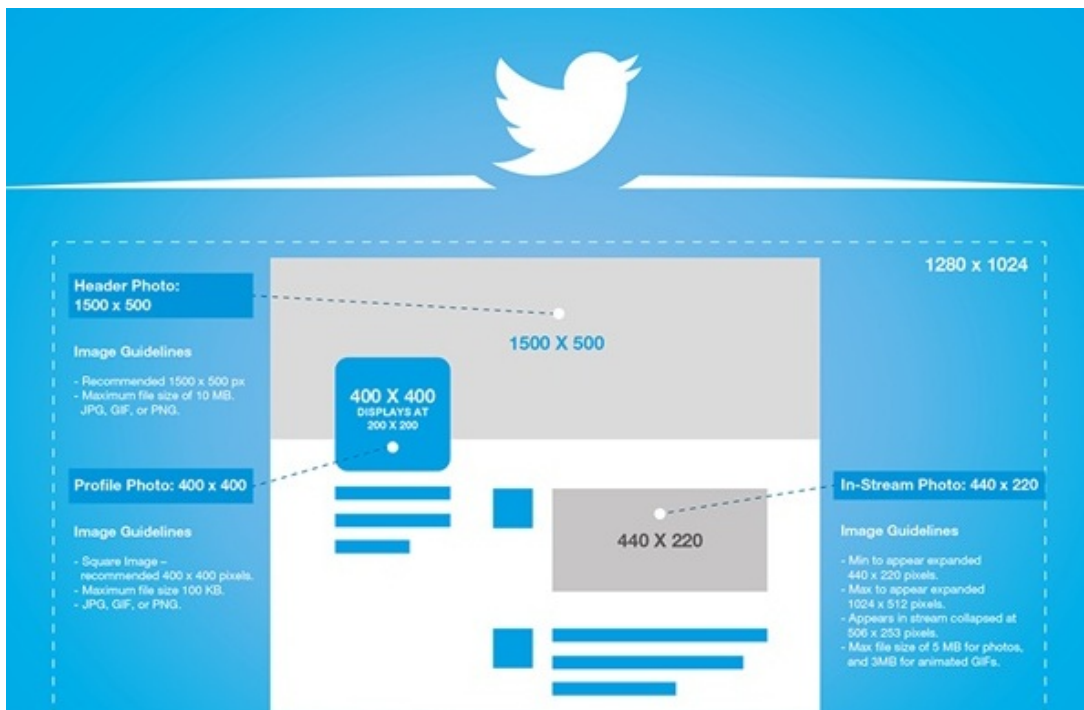 1280 x 1024
Header Photo:
1500 x 500
Image Guidelines
- Recommended 1500 x 500 px
- Maximum file size of 10 MB.
JPG, GIF, or PNG.
1500 X 500
400 X 400
DISPLAYS AT
200 X 200
Profile Photo: 400 x 400
Image Guidelines
- Square Image –
recommended 400 x 400 pixels.
- Maximum file size 100 KB.
- JPG, GIF, or PNG.
440 X 220
In-Stream Photo: 440 x 220
Image Guidelines
- Min to appear expanded
440 x 220 pixels.
- Max to appear expanded
1024 x 512 pixels.
- Appears in stream collapsed at
506 x 253 pixels.
- Max file size of 5 MB for photos,
and 3MB for animated GIFs.